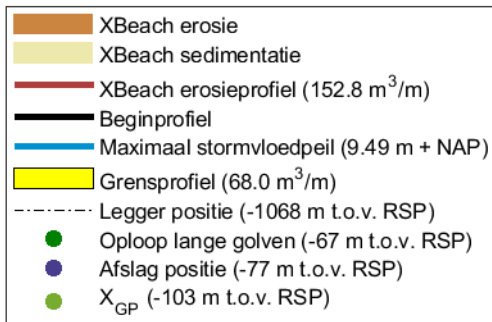 XBeach erosie
XBeach sedimentatie
XBeach erosieprofiel (152.8 m³/m)
Beginprofiel
Maximaal stormvloedpeil (9.49 m + NAP)
Grensprofiel (68.0 m³/m)
Legger positie (-1068 m t.o.v. RSP)
Oploop lange golven (-67 m t.o.v. RSP)
Afslag positie (-77 m t.o.v. RSP)
X_GP (-103 m t.o.v. RSP)